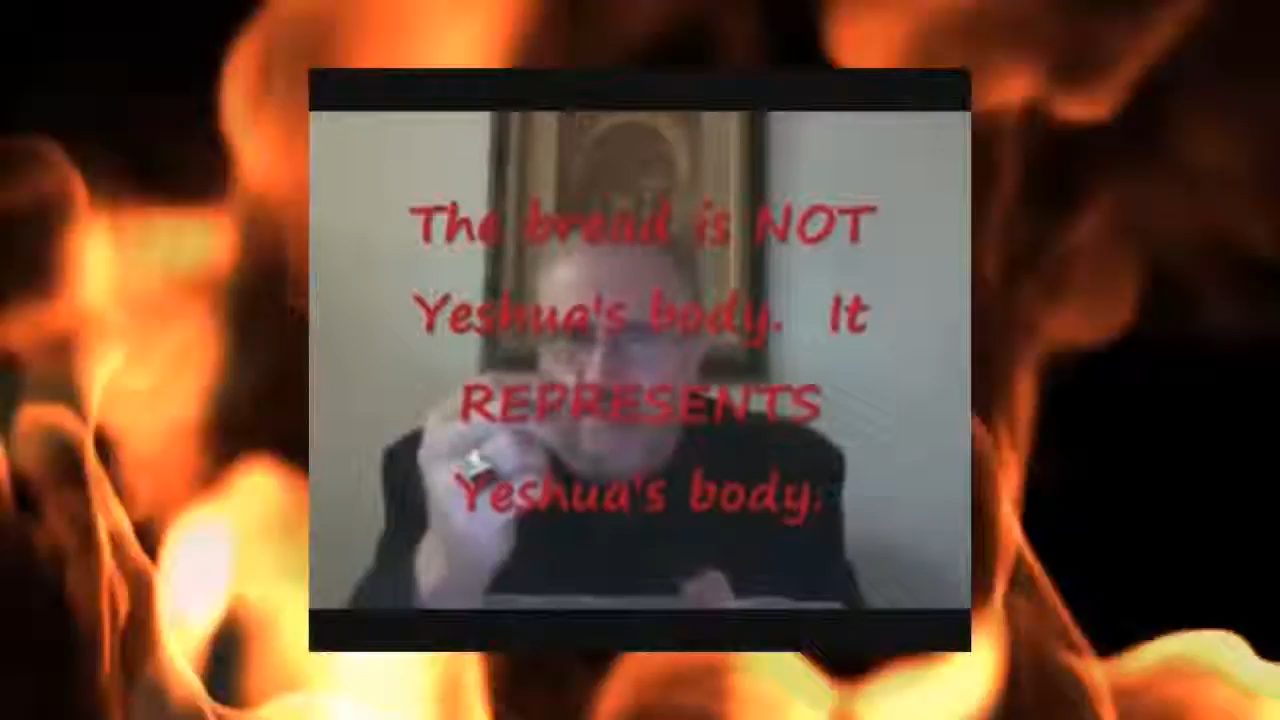 The bread is NOT
Yeshua's body.  It
REPRESENTS
Yeshua's body.